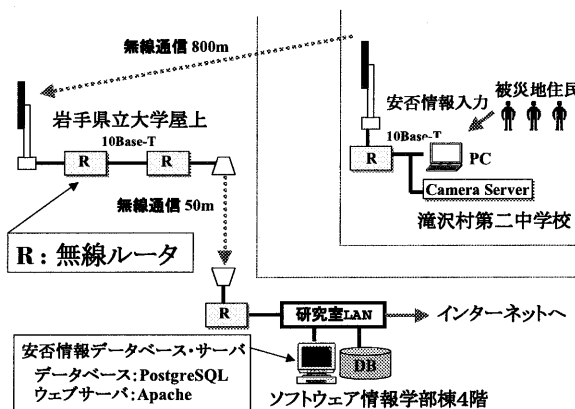 無線通信 800m
岩手県立大学屋上
10Base-T
R
R
無線通信 50m
R : 無線ルータ
安否情報入力
被災地住民
10Base-T
R
PC
Camera Server
滝沢村第二中学校
R
研究室LAN
インターネットへ
安否情報データベース・サーバ
データベース：PostgreSQL
ウェブサーバ：Apache
DB
ソフトウェア情報学部棟4階